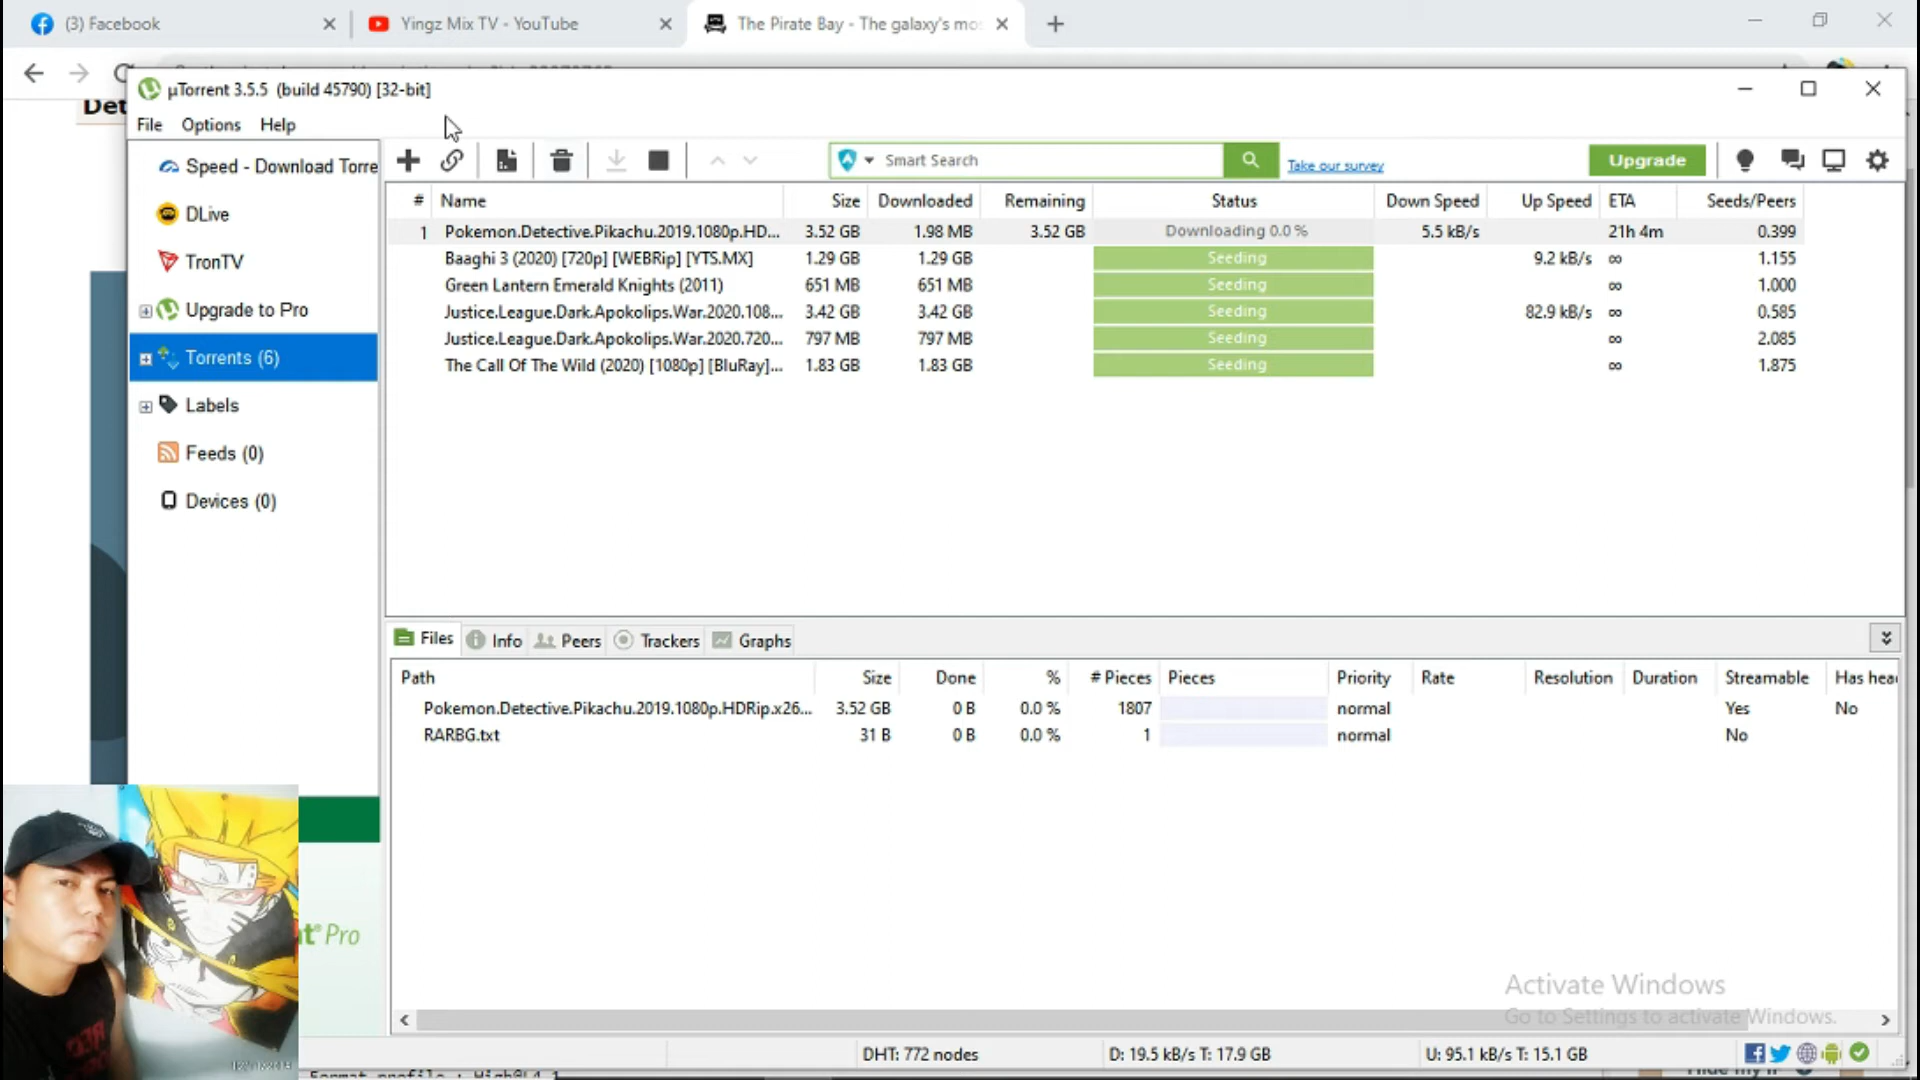 (3) Facebook
Yingz Mix TV - YouTube
The Pirate Bay - The galaxy's mos
Det
µTorrent 3.5.5 (build 45790) [32-bit]
File Options Help
Speed - Download Torre
DLive
TronTV
Upgrade to Pro
Torrents (6)
Labels
Feeds (0)
Devices (0)
Smart Search
Take our survey
Upgrade
# Name Size Downloaded Remaining Status Down Speed Up Speed ETA Seeds/Peers
1 Pokemon.Detective.Pikachu.2019.1080p.HD... 3.52 GB 1.98 MB 3.52 GB Downloading 0.0 % 5.5 kB/s 21h 4m 0.399
Baaghi 3 (2020) [720p] [WEBRip] [YTS.MX] 1.29 GB 1.29 GB Seeding 9.2 kB/s ∞ 1.155
Green Lantern Emerald Knights (2011) 651 MB 651 MB Seeding ∞ 1.000
Justice.League.Dark.Apokolips.War.2020.108... 3.42 GB 3.42 GB Seeding 82.9 kB/s ∞ 0.585
Justice.League.Dark.Apokolips.War.2020.720... 797 MB 797 MB Seeding ∞ 2.085
The Call Of The Wild (2020) [1080p] [BluRay]... 1.83 GB 1.83 GB Seeding ∞ 1.875
Files Info Peers Trackers Graphs
Path Size Done % # Pieces Pieces Priority Rate Resolution Duration Streamable Has hea
Pokemon.Detective.Pikachu.2019.1080p.HDRip.x26... 3.52 GB 0 B 0.0 % 1807 normal Yes No
RARBG.txt 31 B 0 B 0.0 % 1 normal No
t® Pro
Activate Windows
Go to Settings to activate Windows.
DHT: 772 nodes D: 19.5 kB/s T: 17.9 GB U: 95.1 kB/s T: 15.1 GB